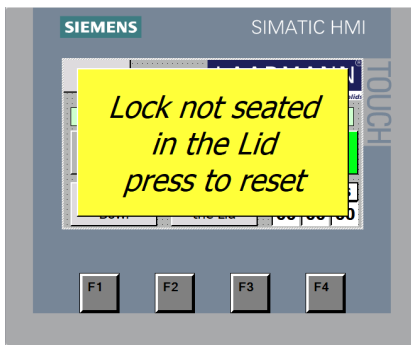 SIEMENS SIMATIC HMI
TOUCH
Lock not seated
in the Lid
press to reset
F1 F2 F3 F4